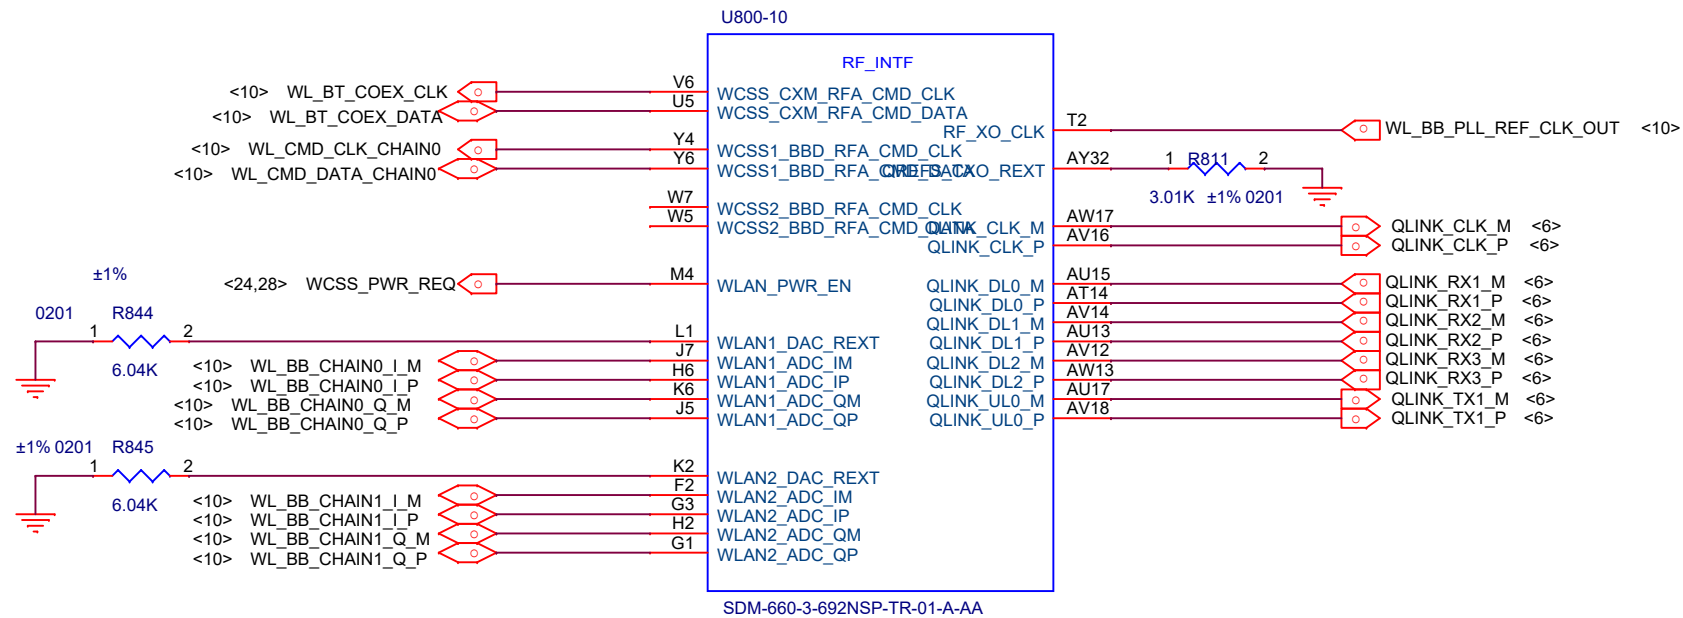 U800-10
RF_INTF
<10> WL_BT_COEX_CLK V6 WCSS_CXM_RFA_CMD_CLK
<10> WL_BT_COEX_DATA U5 WCSS_CXM_RFA_CMD_DATA
RF_XO_CLK T2 WL_BB_PLL_REF_CLK_OUT <10>
<10> WL_CMD_CLK_CHAIN0 Y4 WCSS1_BBD_RFA_CMD_CLK
<10> WL_CMD_DATA_CHAIN0 Y6 WCSS1_BBD_RFA_CMD_DATA
AY32 1 R811 2
3.01K ±1% 0201
W7 WCSS2_BBD_RFA_CMD_CLK
W5 WCSS2_BBD_RFA_CMD_DATA
QLINK_CLK_M AW17 QLINK_CLK_M <6>
QLINK_CLK_P AV16 QLINK_CLK_P <6>
<24,28> WCSS_PWR_REQ M4 WLAN_PWR_EN
QLINK_DL0_M AU15 QLINK_RX1_M <6>
QLINK_DL0_P AT14 QLINK_RX1_P <6>
QLINK_DL1_M AV14 QLINK_RX2_M <6>
QLINK_DL1_P AU13 QLINK_RX2_P <6>
QLINK_DL2_M AV12 QLINK_RX3_M <6>
QLINK_DL2_P AW13 QLINK_RX3_P <6>
QLINK_UL0_M AU17 QLINK_TX1_M <6>
QLINK_UL0_P AV18 QLINK_TX1_P <6>
±1%
0201 R844
1 2 L1 WLAN1_DAC_REXT
6.04K
<10> WL_BB_CHAIN0_I_M J7 WLAN1_ADC_IM
<10> WL_BB_CHAIN0_I_P H6 WLAN1_ADC_IP
<10> WL_BB_CHAIN0_Q_M K6 WLAN1_ADC_QM
<10> WL_BB_CHAIN0_Q_P J5 WLAN1_ADC_QP
±1% 0201 R845
1 2 K2 WLAN2_DAC_REXT
6.04K
<10> WL_BB_CHAIN1_I_M F2 WLAN2_ADC_IM
<10> WL_BB_CHAIN1_I_P G3 WLAN2_ADC_IP
<10> WL_BB_CHAIN1_Q_M H2 WLAN2_ADC_QM
<10> WL_BB_CHAIN1_Q_P G1 WLAN2_ADC_QP
SDM-660-3-692NSP-TR-01-A-AA